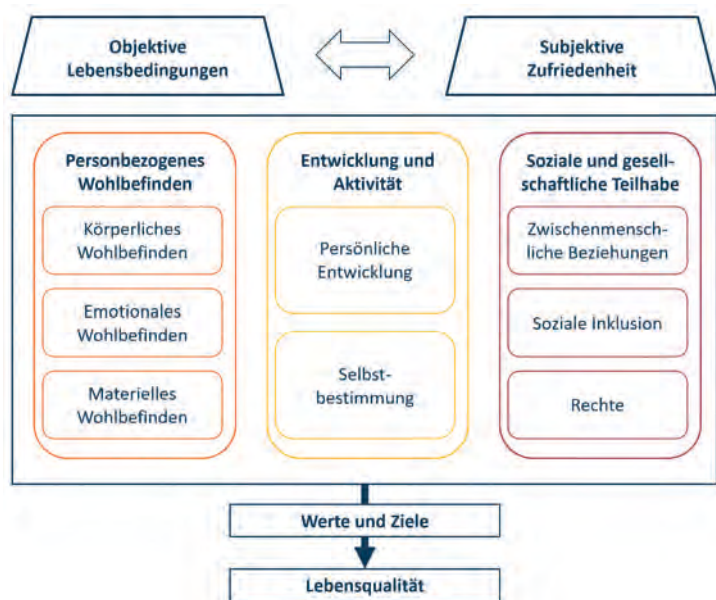 Objektive
Lebensbedingungen
Subjektive
Zufriedenheit
Personbezogenes
Wohlbefinden
Körperliches
Wohlbefinden
Emotionales
Wohlbefinden
Materielles
Wohlbefinden
Entwicklung und
Aktivität
Persönliche
Entwicklung
Selbst-
bestimmung
Soziale und gesell-
schaftliche Teilhabe
Zwischenmensch-
liche Beziehungen
Soziale Inklusion
Rechte
Werte und Ziele
Lebensqualität